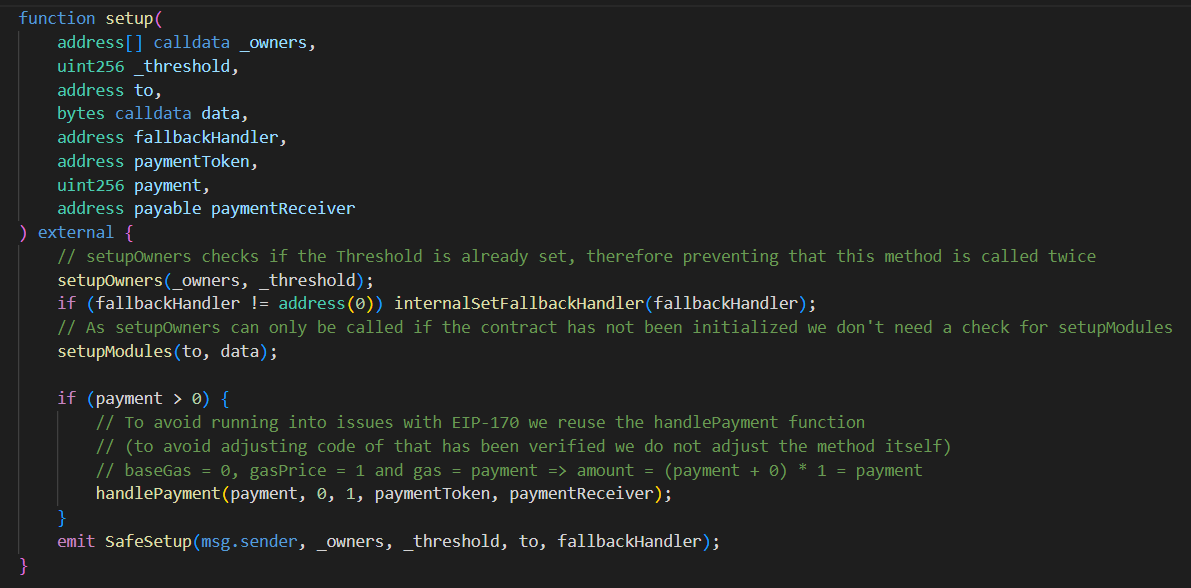 function setup(
    address[] calldata _owners,
    uint256 _threshold,
    address to,
    bytes calldata data,
    address fallbackHandler,
    address paymentToken,
    uint256 payment,
    address payable paymentReceiver
) external {
    // setupOwners checks if the Threshold is already set, therefore preventing that this method is called twice
    setupOwners(_owners, _threshold);
    if (fallbackHandler != address(0)) internalSetFallbackHandler(fallbackHandler);
    // As setupOwners can only be called if the contract has not been initialized we don't need a check for setupModules
    setupModules(to, data);

    if (payment > 0) {
        // To avoid running into issues with EIP-170 we reuse the handlePayment function
        // (to avoid adjusting code of that has been verified we do not adjust the method itself)
        // baseGas = 0, gasPrice = 1 and gas = payment => amount = (payment + 0) * 1 = payment
        handlePayment(payment, 0, 1, paymentToken, paymentReceiver);
    }
    emit SafeSetup(msg.sender, _owners, _threshold, to, fallbackHandler);
}